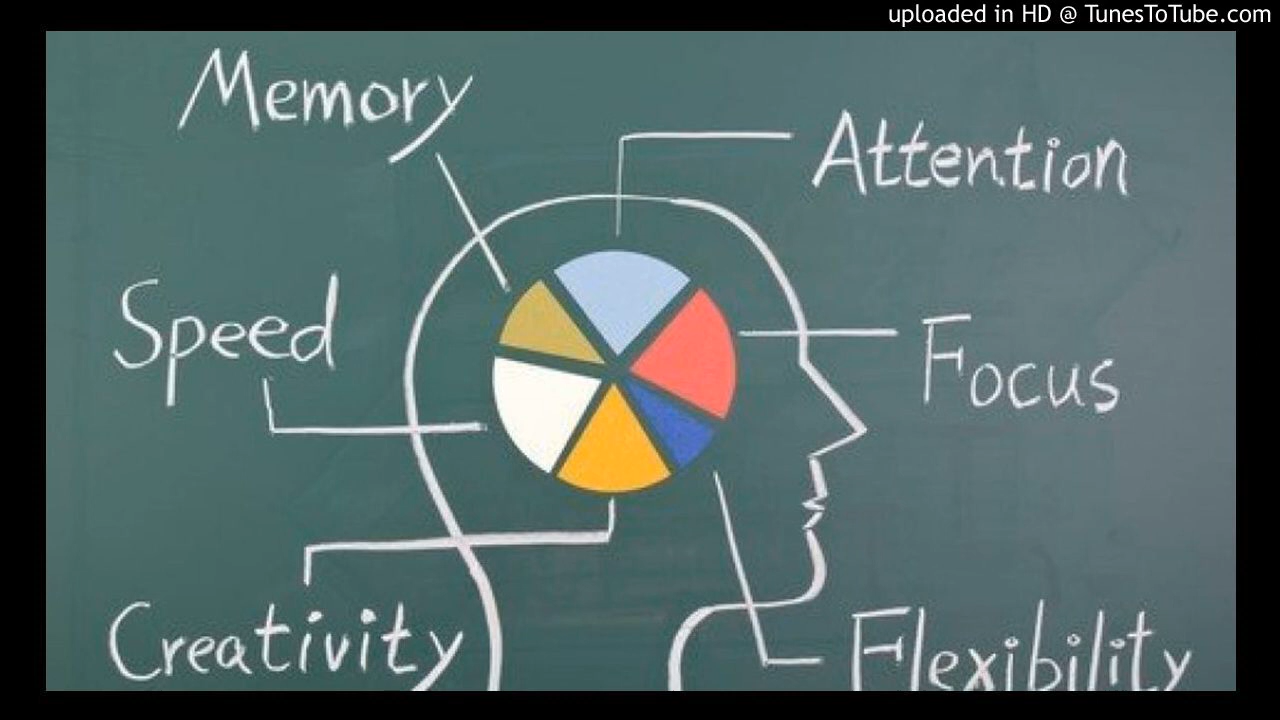 uploaded in HD @ TunesToTube.com
Memory
Attention
Speed
Focus
Creativity
Flexibility